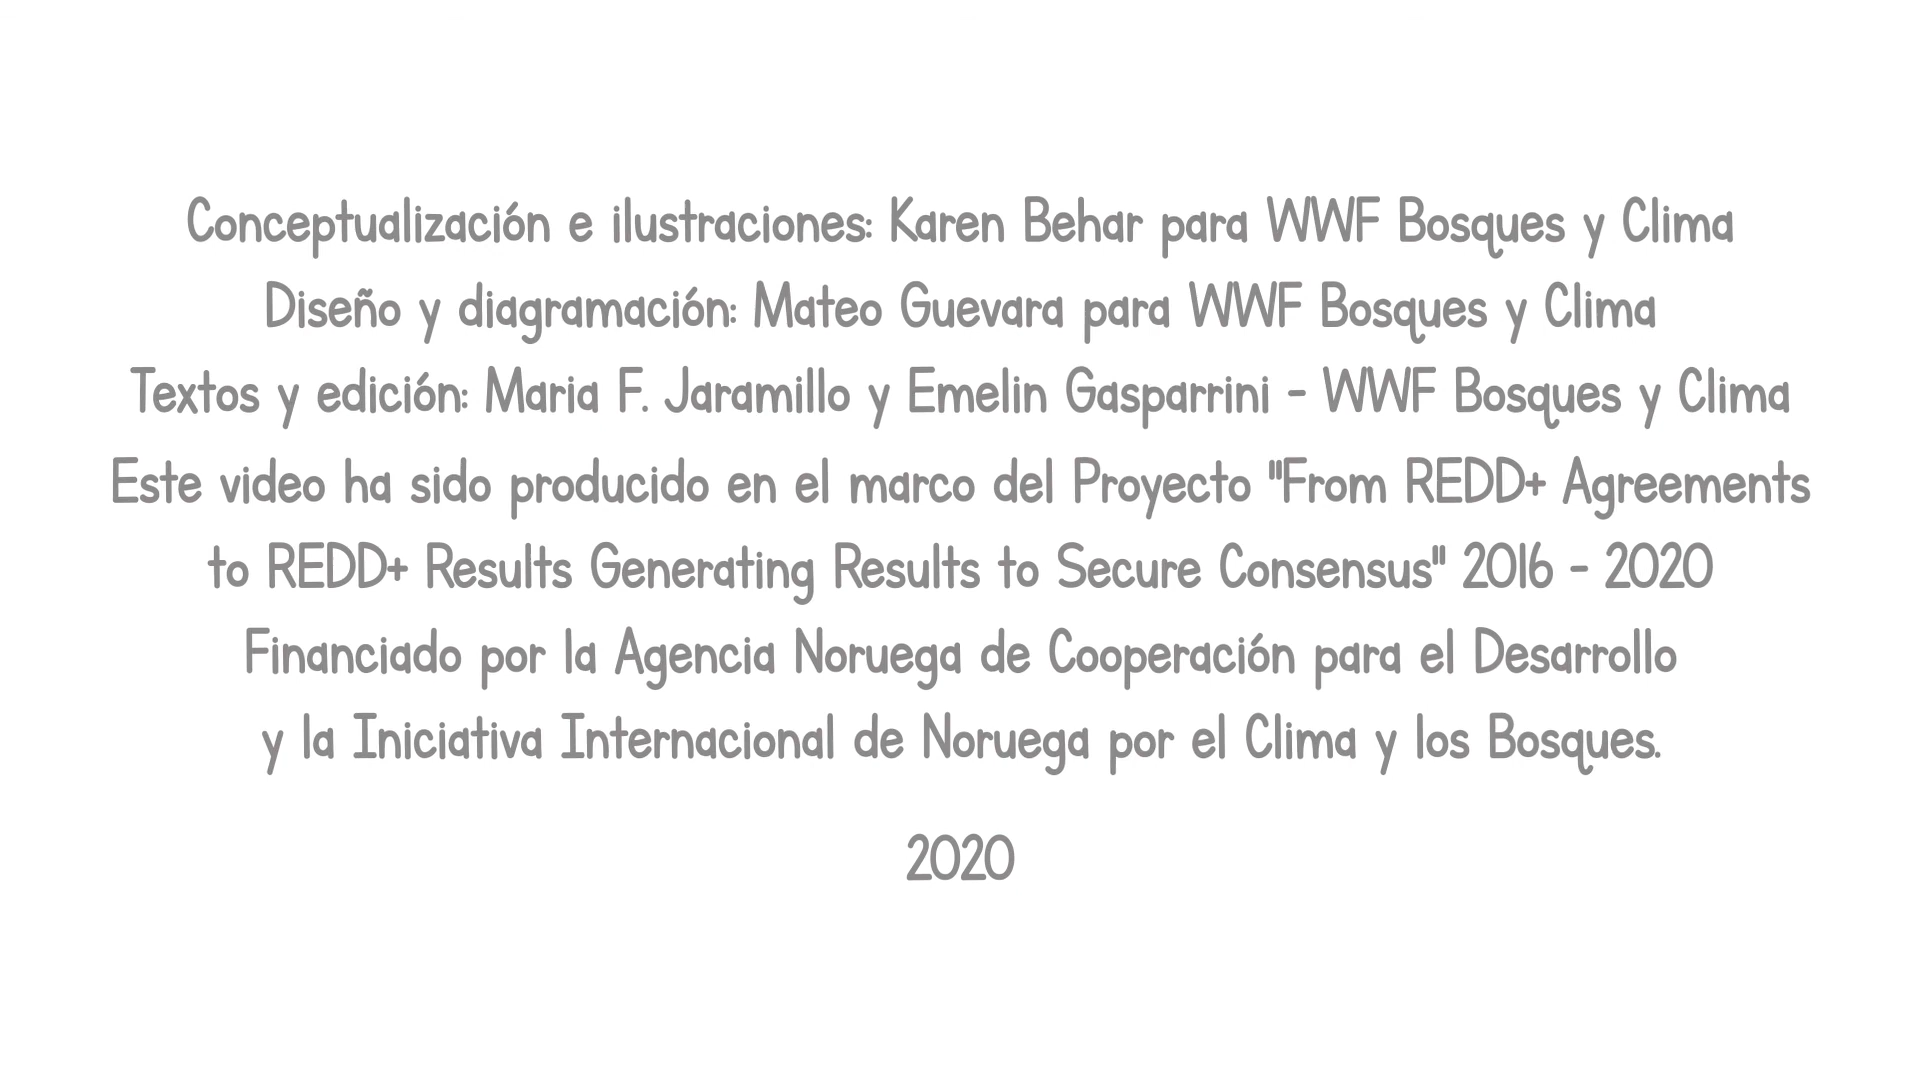 Conceptualización e ilustraciones: Karen Behar para WWF Bosques y Clima
Diseño y diagramación: Mateo Guevara para WWF Bosques y Clima
Textos y edición: Maria F. Jaramillo y Emelin Gasparrini - WWF Bosques y Clima
Este video ha sido producido en el marco del Proyecto "From REDD+ Agreements
to REDD+ Results Generating Results to Secure Consensus" 2016 - 2020
Financiado por la Agencia Noruega de Cooperación para el Desarrollo
y la Iniciativa Internacional de Noruega por el Clima y los Bosques.
2020